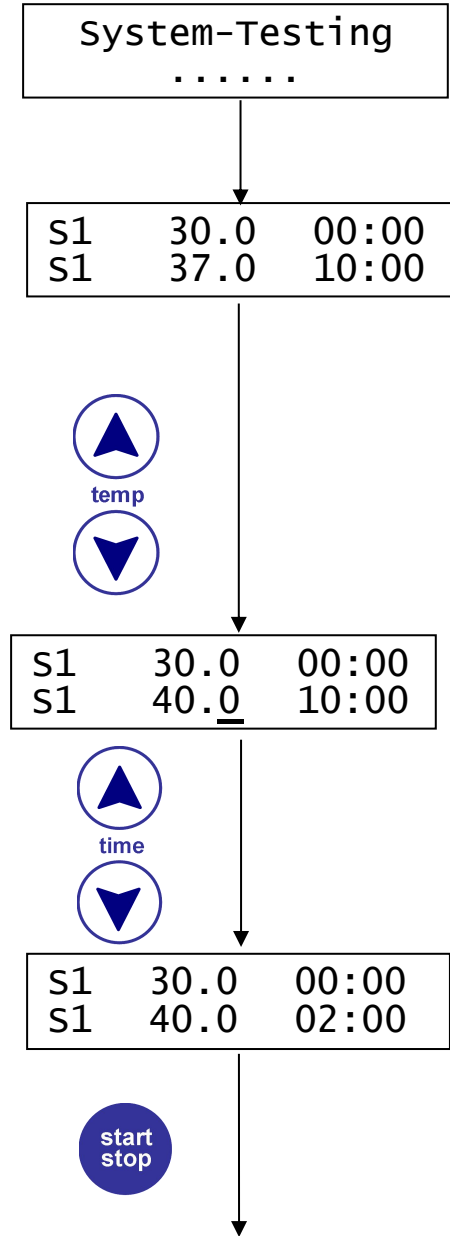 System-Testing
......
S1 30.0 00:00
S1 37.0 10:00
temp
S1 30.0 00:00
S1 40.0 10:00
time
S1 30.0 00:00
S1 40.0 02:00
start
stop